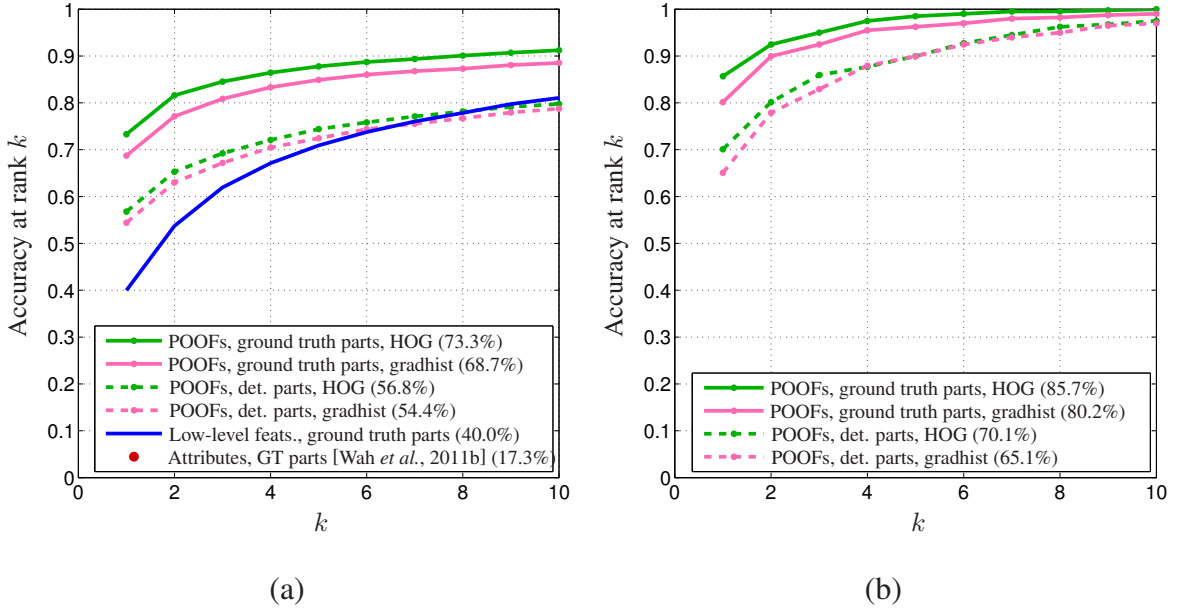 1
0.9
0.8
0.7
0.6
0.5
0.4
0.3
0.2
0.1
0
Accuracy at rank k
POOFs, ground truth parts, HOG (73.3%)
POOFs, ground truth parts, gradhist (68.7%)
POOFs, det. parts, HOG (56.8%)
POOFs, det. parts, gradhist (54.4%)
Low-level feats., ground truth parts (40.0%)
Attributes, GT parts [Wah et al., 2011b] (17.3%)
0 2 4 6 8 10
k
(a)
1
0.9
0.8
0.7
0.6
0.5
0.4
0.3
0.2
0.1
0
Accuracy at rank k
POOFs, ground truth parts, HOG (85.7%)
POOFs, ground truth parts, gradhist (80.2%)
POOFs, det. parts, HOG (70.1%)
POOFs, det. parts, gradhist (65.1%)
0 2 4 6 8 10
k
(b)